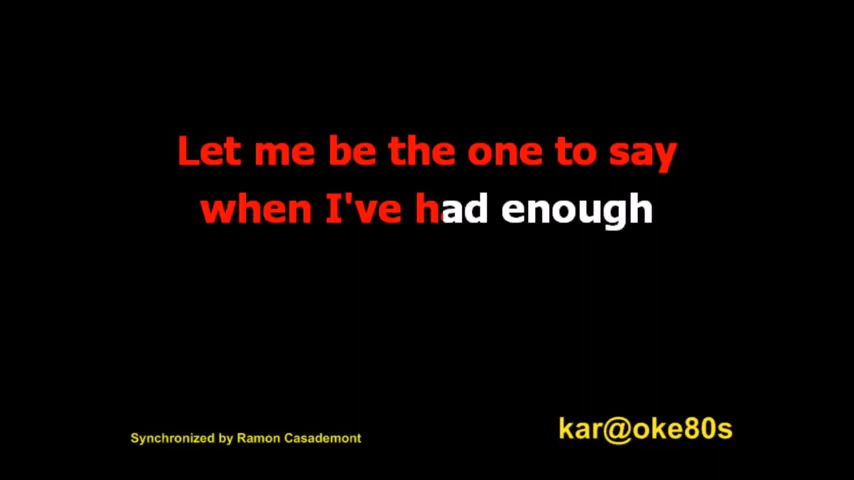 Let me be the one to say
when I've had enough
kar@oke80s
Synchronized by Ramon Casademont